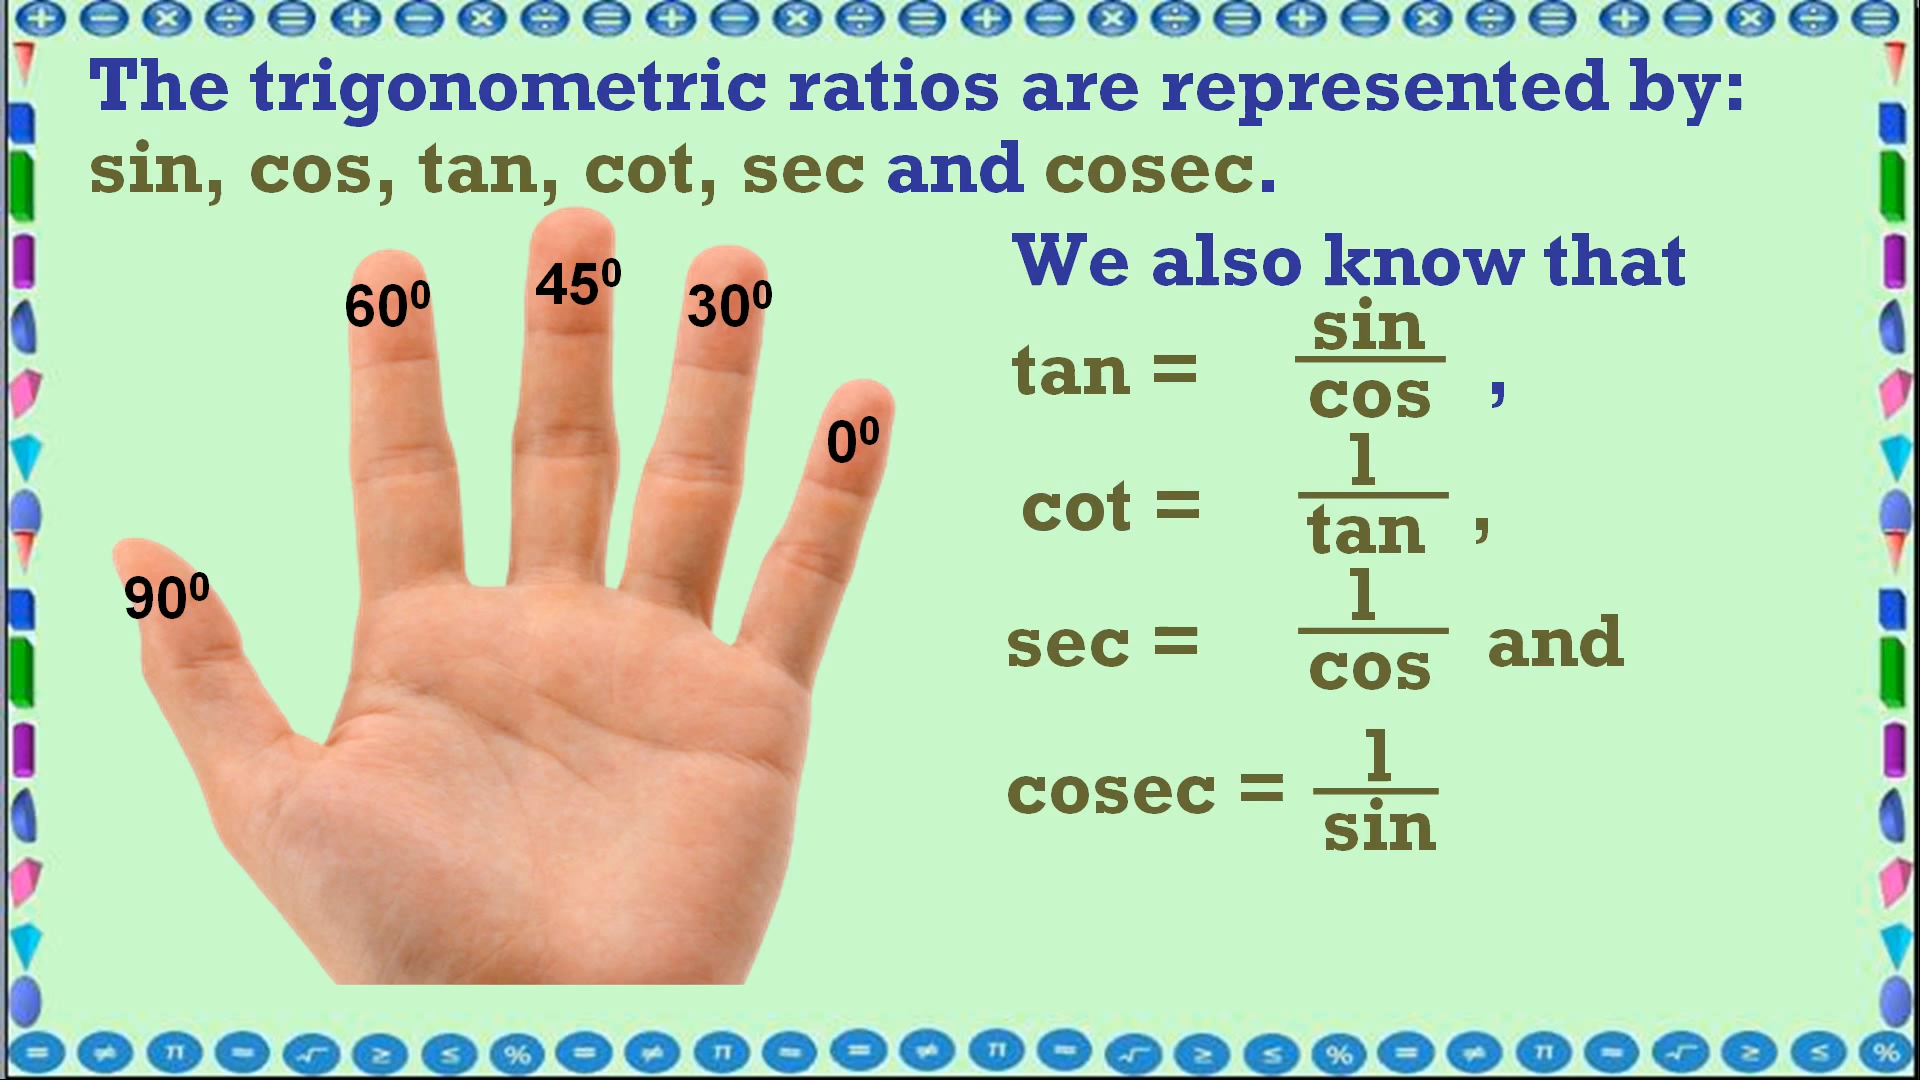 The trigonometric ratios are represented by:
sin, cos, tan, cot, sec and cosec.
60⁰
45⁰
30⁰
0⁰
90⁰
We also know that
tan = sin/cos ,
cot = 1/tan ,
sec = 1/cos and
cosec = 1/sin